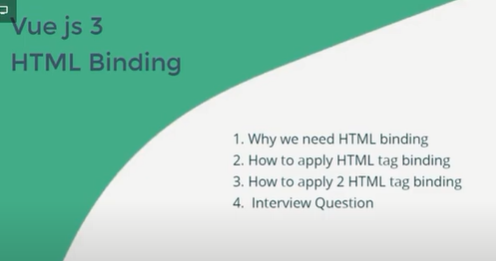 Vue js 3
HTML Binding
1. Why we need HTML binding
2. How to apply HTML tag binding
3. How to apply 2 HTML tag binding
4. Interview Question